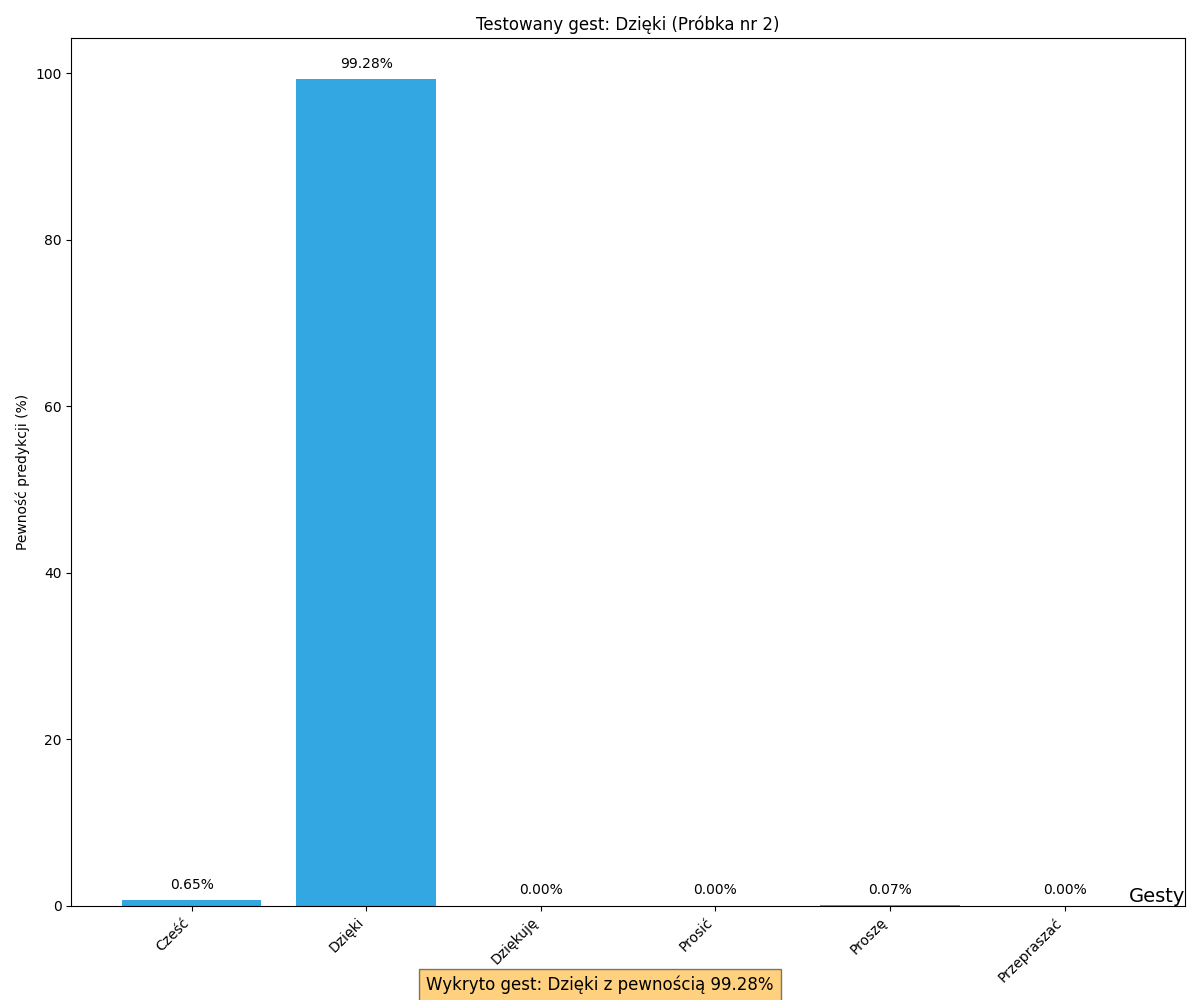 Testowany gest: Dzięki (Próbka nr 2)
Pewność predykcji (%)
100
80
60
40
20
0
0.65%
99.28%
0.00%
0.00%
0.07%
0.00%
Gesty
Cześć
Dzięki
Dziękuję
Prosić
Proszę
Przepraszać
Wykryto gest: Dzięki z pewnością 99.28%